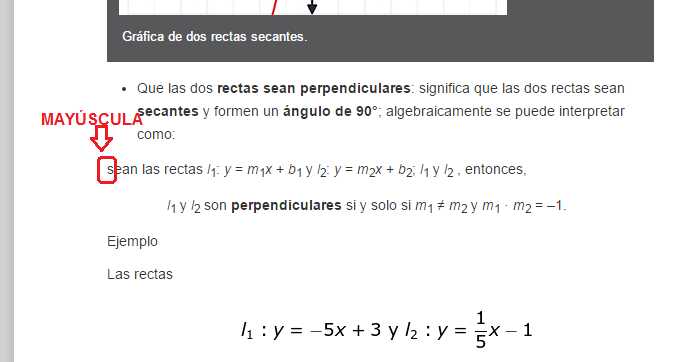 Gráfica de dos rectas secantes.
• Que las dos rectas sean perpendiculares: significa que las dos rectas sean
secantes y formen un ángulo de 90°; algebraicamente se puede interpretar
MAYÚSCULA
como:
sean las rectas l₁: y = m₁x + b₁ y l₂: y = m₂x + b₂; l₁ y l₂ , entonces,
l₁ y l₂ son perpendiculares si y solo si m₁ ≠ m₂ y m₁ · m₂ = –1.
Ejemplo
Las rectas
l₁ : y = −5x + 3 y l₂ : y = 1/5 x − 1